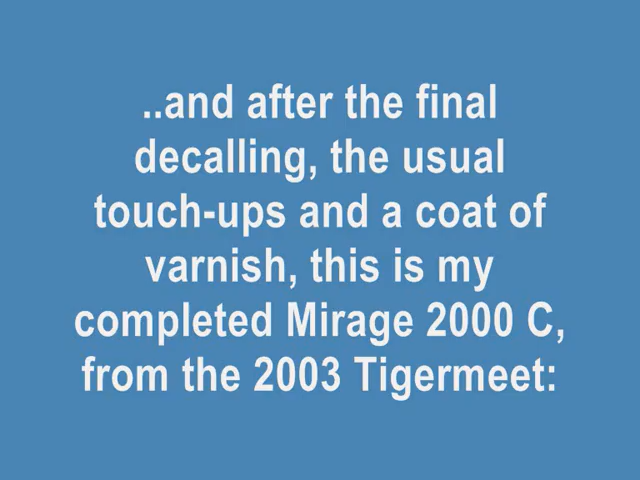 ..and after the final
decalling, the usual
touch-ups and a coat of
varnish, this is my
completed Mirage 2000 C,
from the 2003 Tigermeet: